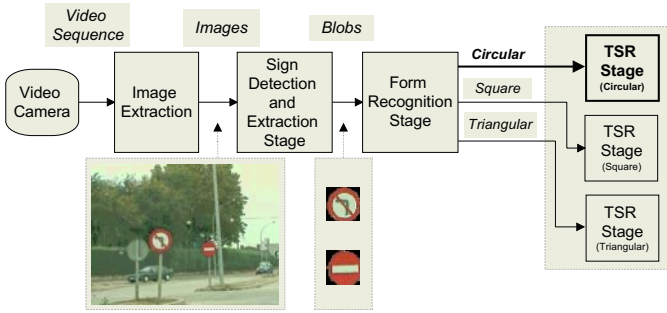 Video
Sequence
Images
Blobs
Video
Camera
Image
Extraction
Sign
Detection
and
Extraction
Stage
Form
Recognition
Stage
Circular
Square
Triangular
TSR
Stage
(Circular)
TSR
Stage
(Square)
TSR
Stage
(Triangular)